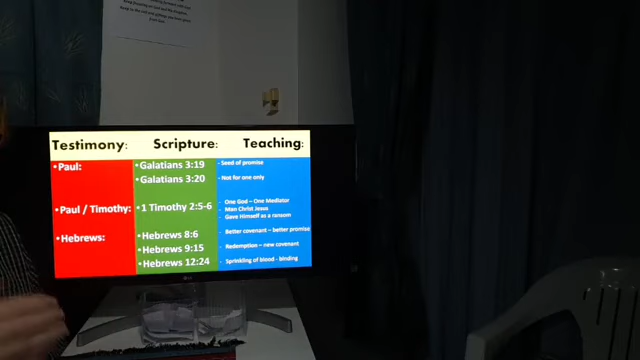 Testimony: Scripture: Teaching:
• Paul: • Galatians 3:19 - Seed of promise
• Galatians 3:20 - Not for one only
• Paul / Timothy: • 1 Timothy 2:5-6 - One God – One Mediator
- Man Christ Jesus
- Gave Himself as a ransom
• Hebrews: • Hebrews 8:6 - Better covenant – better promise
• Hebrews 9:15 - Redemption – new covenant
• Hebrews 12:24 - Sprinkling of blood - binding
LG